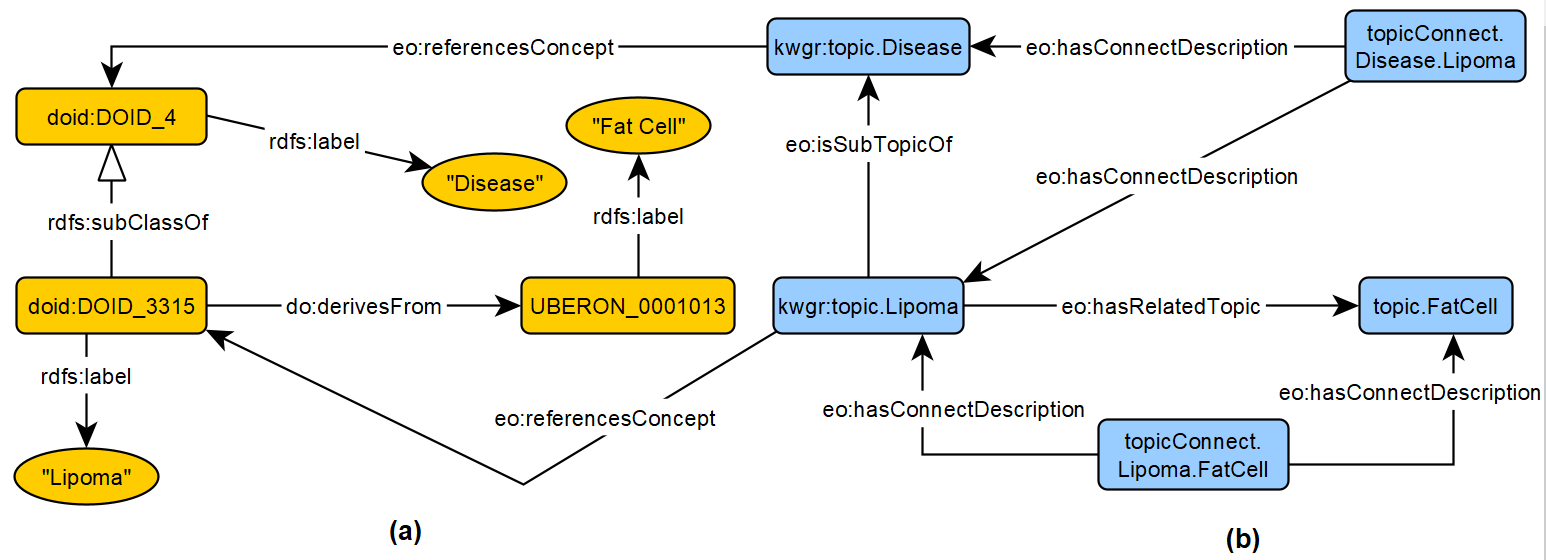 topicConnect.
Disease.Lipoma
eo:referencesConcept
kwgr:topic.Disease
eo:hasConnectDescription
doid:DOID_4
"Fat Cell"
rdfs:label
eo:isSubTopicOf
"Disease"
eo:hasConnectDescription
rdfs:subClassOf
rdfs:label
doid:DOID_3315
do:derivesFrom
UBERON_0001013
kwgr:topic.Lipoma
eo:hasRelatedTopic
topic.FatCell
rdfs:label
eo:referencesConcept
eo:hasConnectDescription
eo:hasConnectDescription
topicConnect.
Lipoma.FatCell
"Lipoma"
(a)
(b)